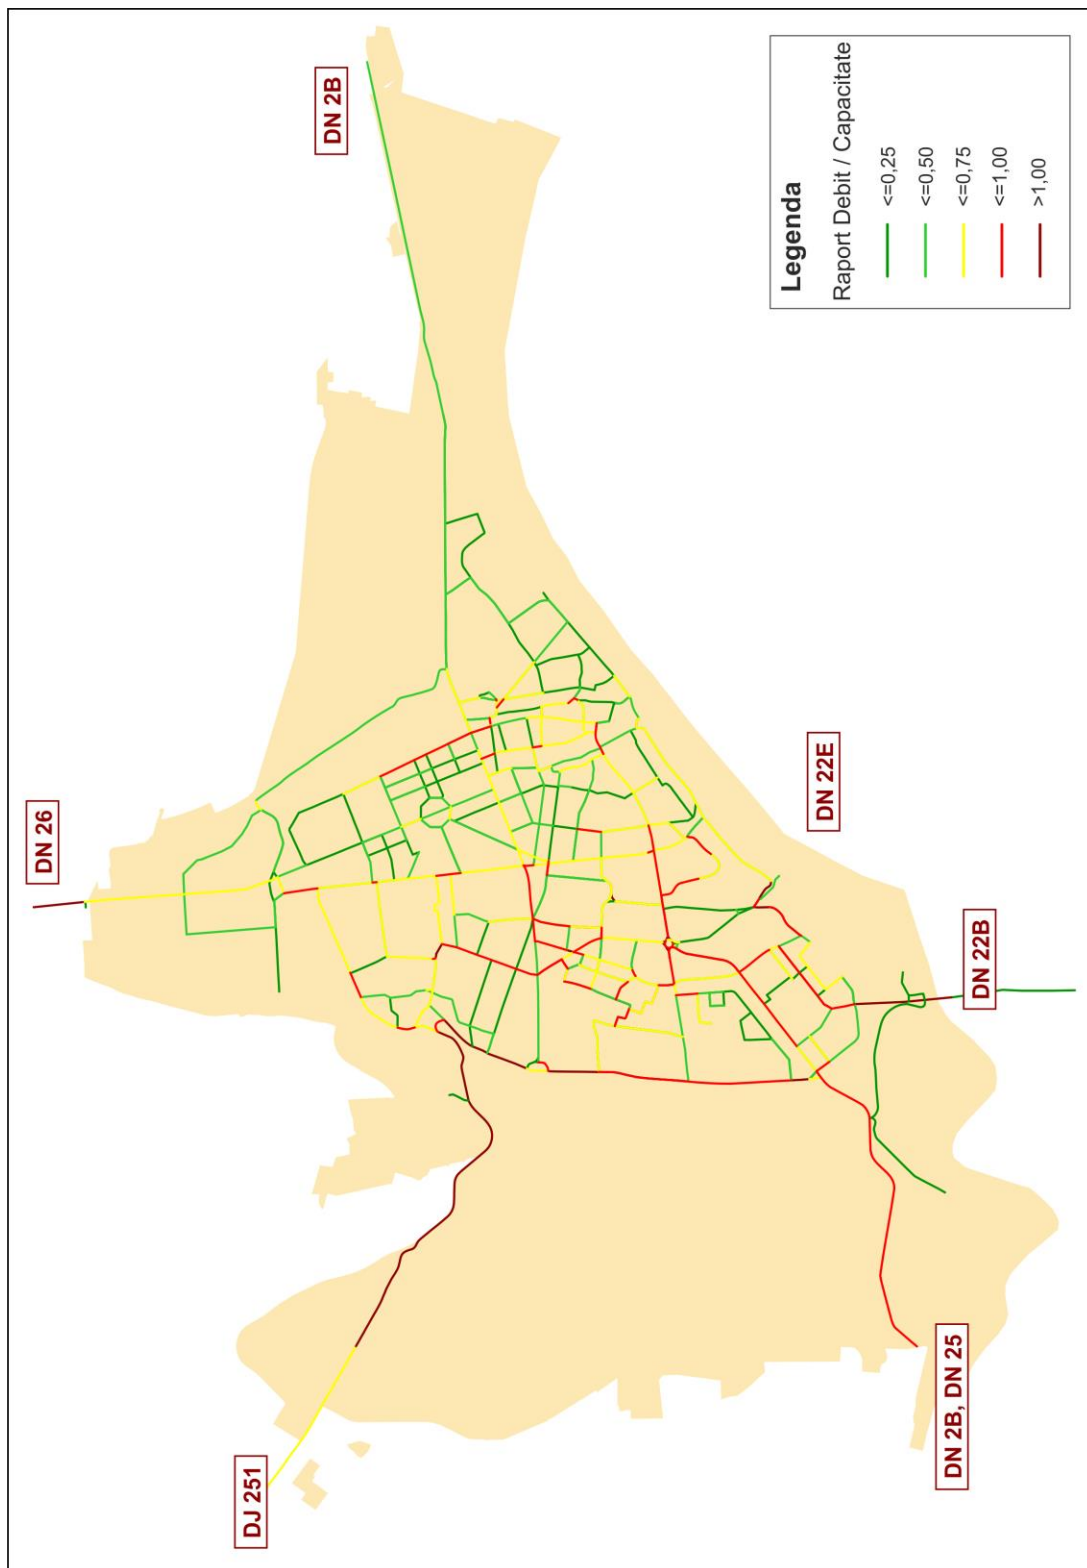 DN 2B
DN 26
DN 22E
DN 22B
DN 2B, DN 25
DJ 251
Legenda
Raport Debit / Capacitate
<=0,25
<=0,50
<=0,75
<=1,00
>1,00